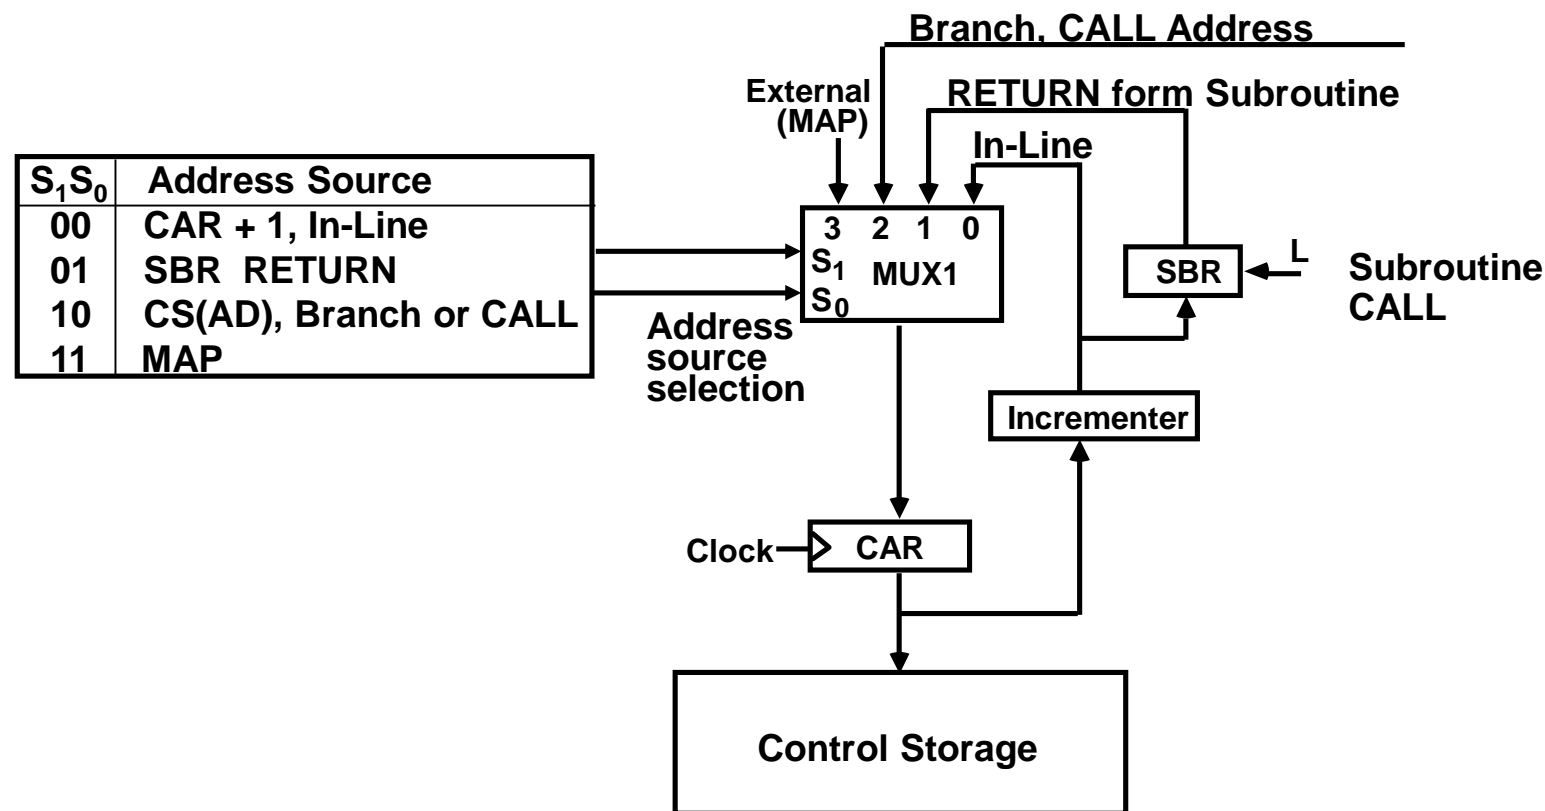 Branch, CALL Address
External
(MAP)
RETURN form Subroutine
In-Line
S1S0 Address Source
00 CAR + 1, In-Line
01 SBR RETURN
10 CS(AD), Branch or CALL
11 MAP
3 2 1 0
S1
MUX1
S0
Address
source
selection
SBR
L
Subroutine
CALL
Incrementer
Clock
CAR
Control Storage